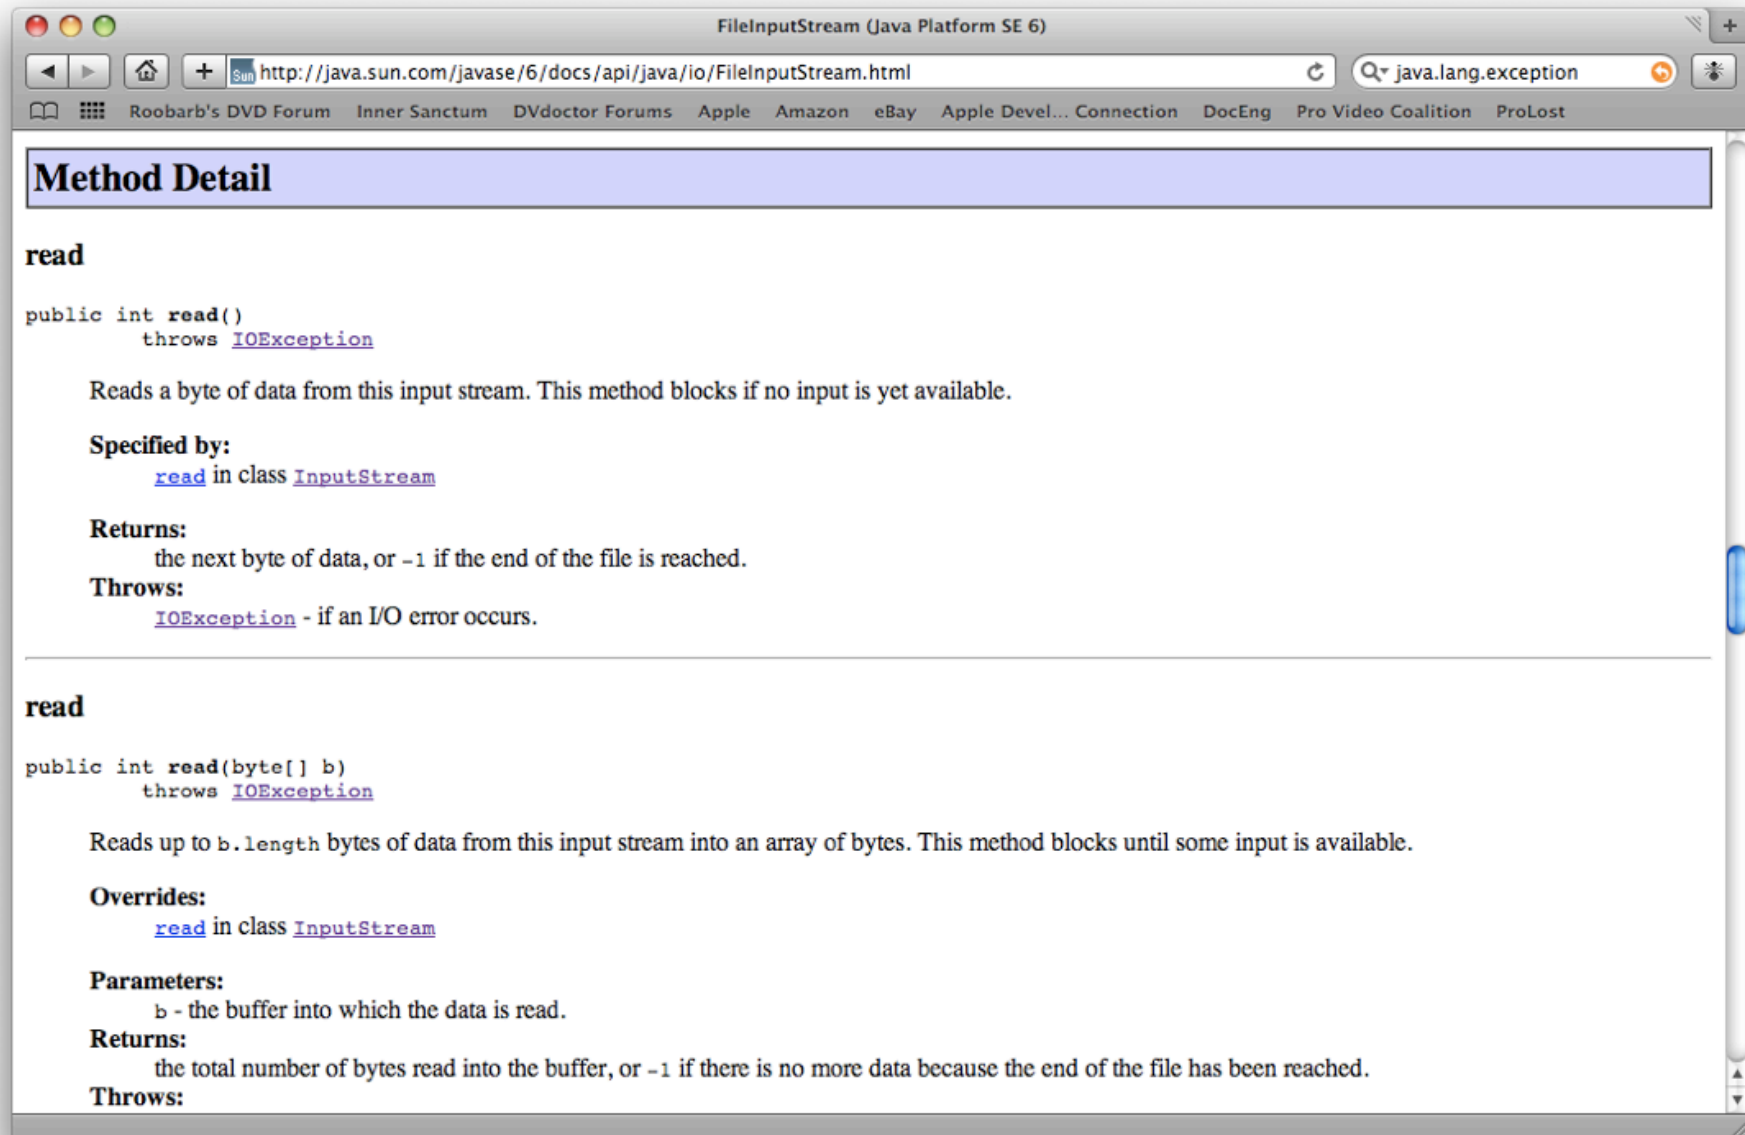 FileInputStream (Java Platform SE 6)
Sun http://java.sun.com/javase/6/docs/api/java/io/FileInputStream.html java.lang.exception
Roobarb's DVD Forum Inner Sanctum DVdoctor Forums Apple Amazon eBay Apple Devel... Connection DocEng Pro Video Coalition ProLost
Method Detail
read
public int read()
throws IOException
Reads a byte of data from this input stream. This method blocks if no input is yet available.
Specified by:
read in class InputStream
Returns:
the next byte of data, or -1 if the end of the file is reached.
Throws:
IOException - if an I/O error occurs.
read
public int read(byte[] b)
throws IOException
Reads up to b.length bytes of data from this input stream into an array of bytes. This method blocks until some input is available.
Overrides:
read in class InputStream
Parameters:
b - the buffer into which the data is read.
Returns:
the total number of bytes read into the buffer, or -1 if there is no more data because the end of the file has been reached.
Throws: